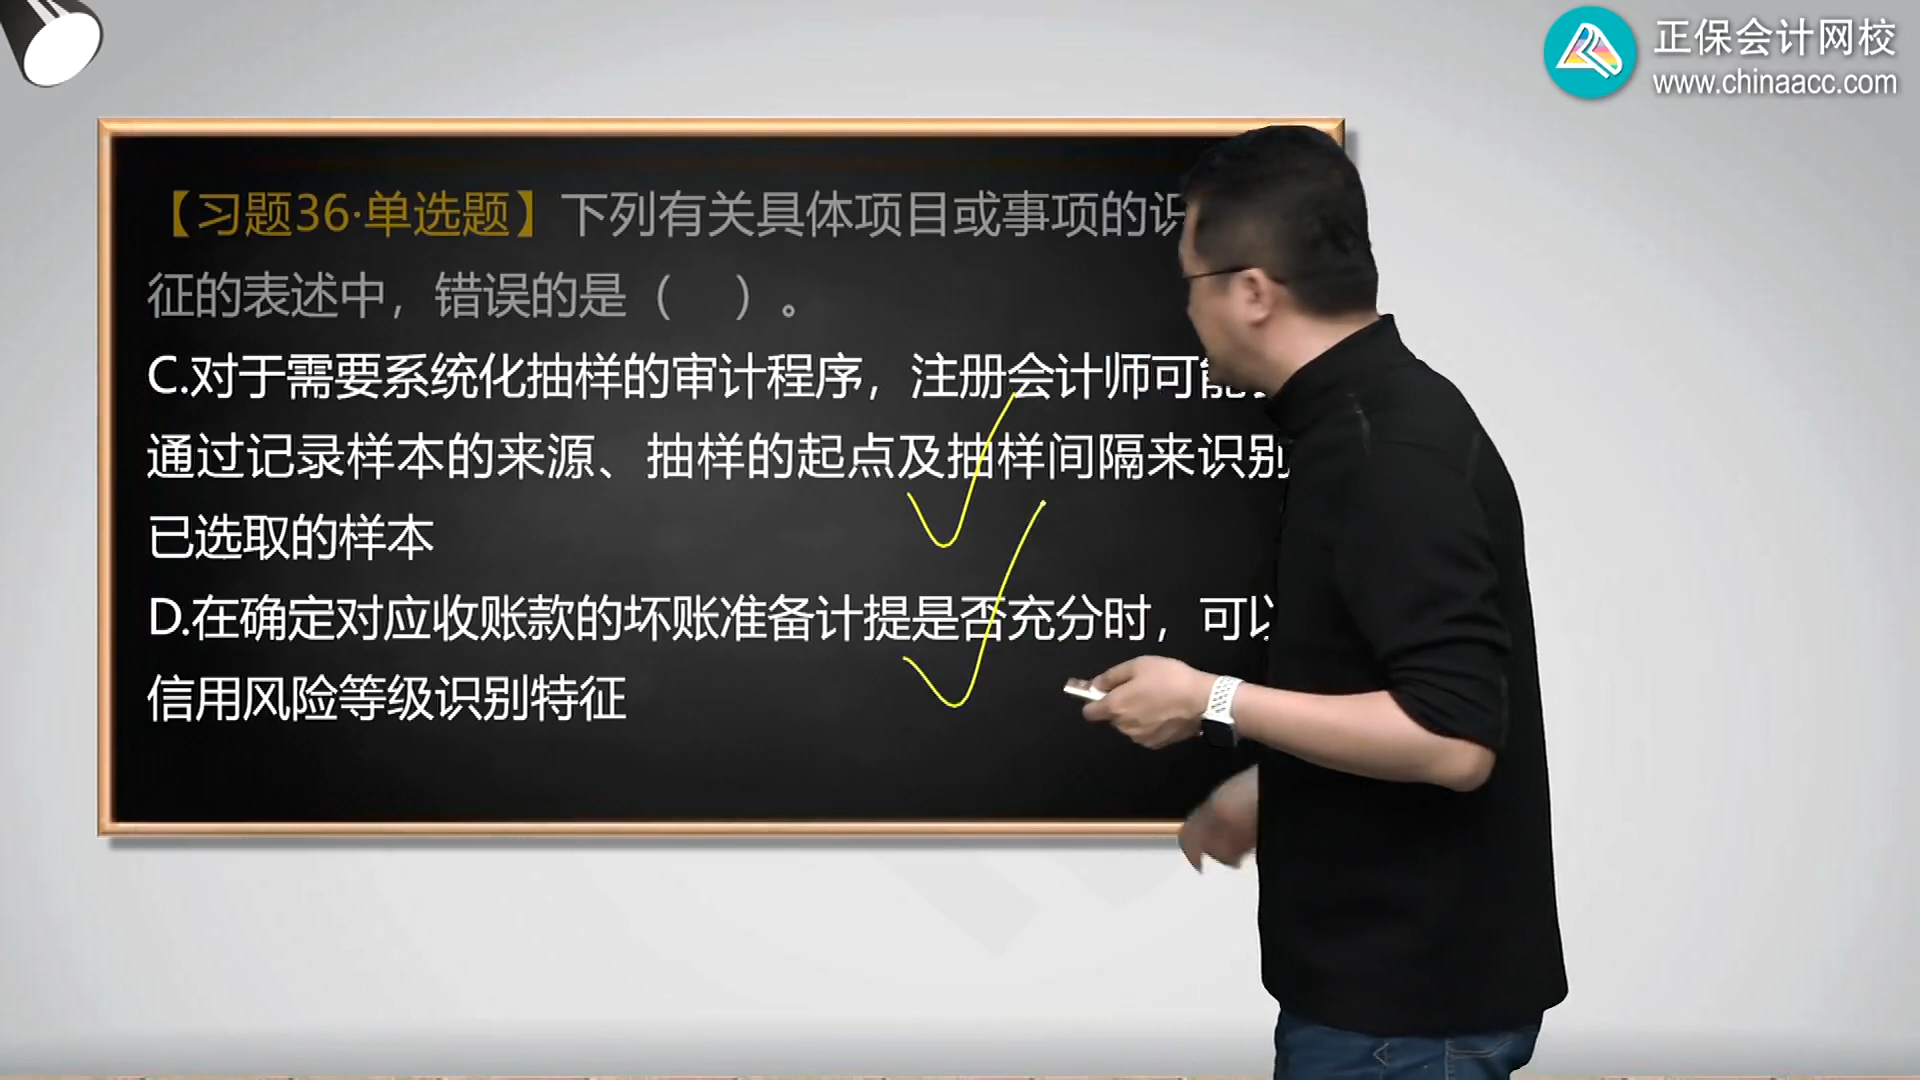 正保会计网校
www.chinaacc.com
【习题36·单选题】下列有关具体项目或事项的识
征的表述中，错误的是（ ）。
C.对于需要系统化抽样的审计程序，注册会计师可能
通过记录样本的来源、抽样的起点及抽样间隔来识别
已选取的样本
D.在确定对应收账款的坏账准备计提是否充分时，可以
信用风险等级识别特征